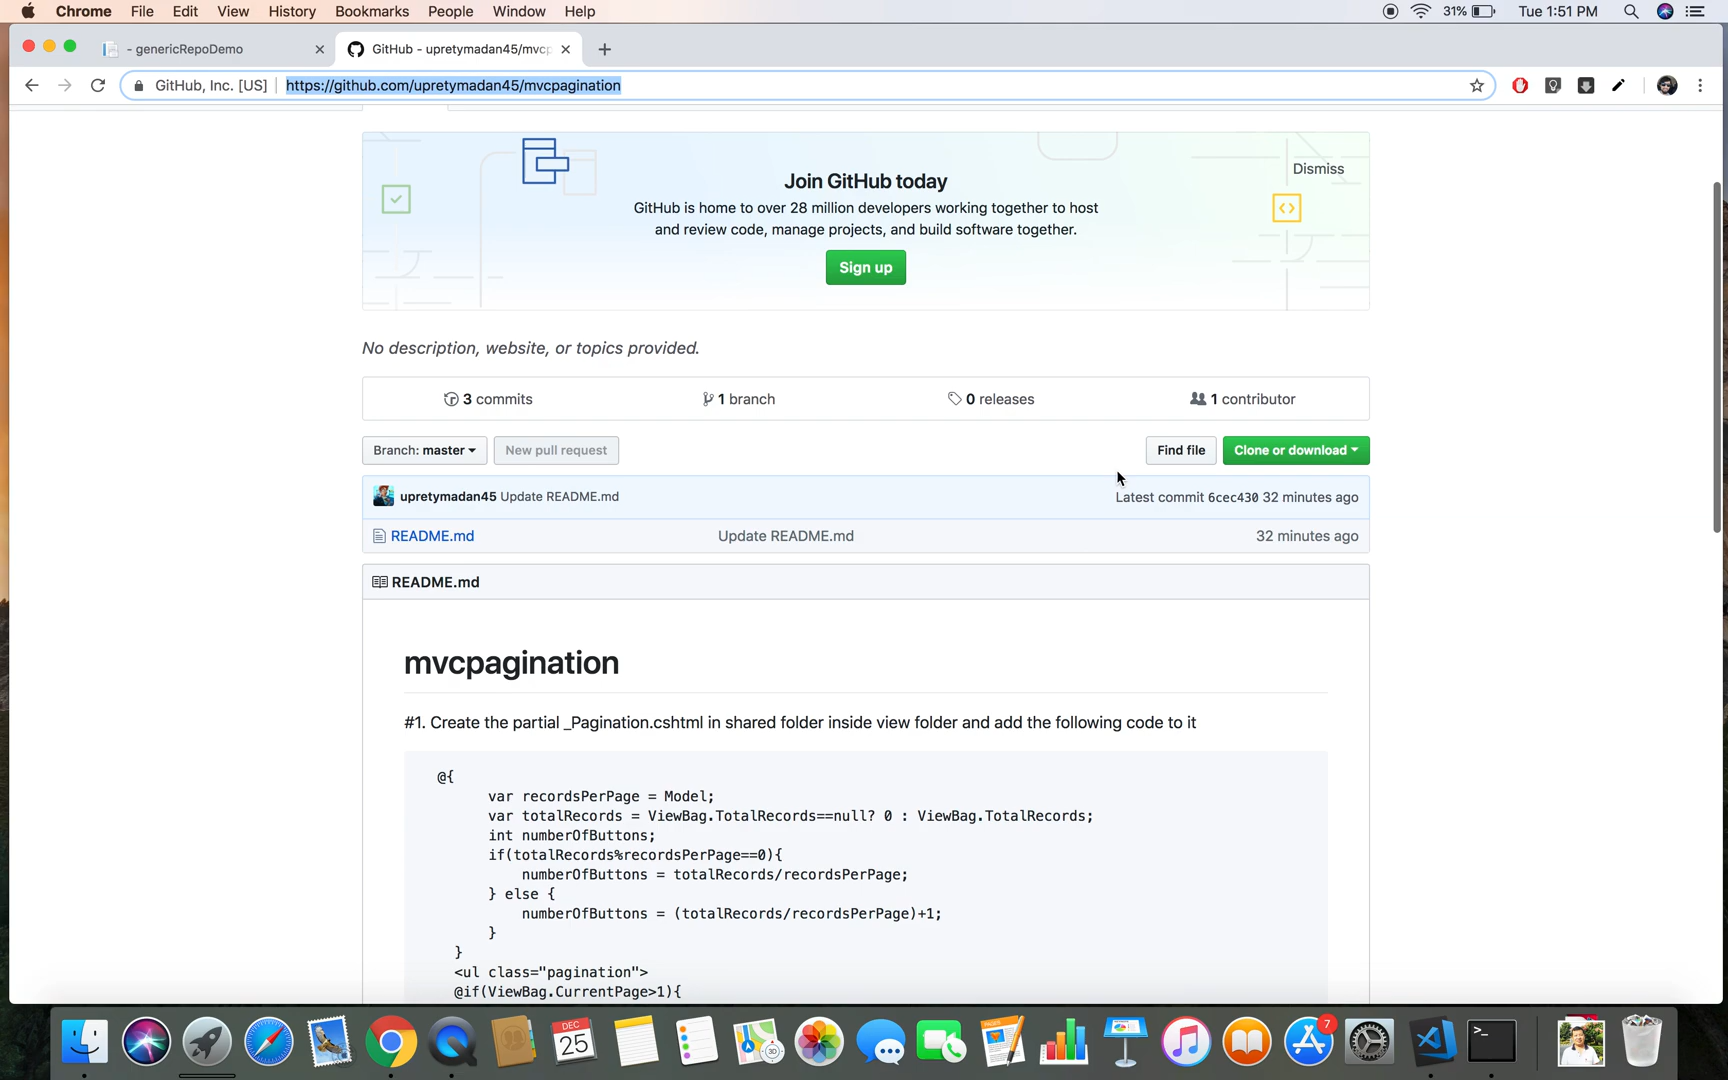 Chrome File Edit View History Bookmarks People Window Help 31% Tue 1:51 PM
- genericRepoDemo
GitHub - upretymadan45/mvcp
GitHub, Inc. [US] https://github.com/upretymadan45/mvcpagination
Dismiss
Join GitHub today
GitHub is home to over 28 million developers working together to host
and review code, manage projects, and build software together.
Sign up
No description, website, or topics provided.
3 commits 1 branch 0 releases 1 contributor
Branch: master New pull request Find file Clone or download
upretymadan45 Update README.md Latest commit 6cec430 32 minutes ago
README.md Update README.md 32 minutes ago
README.md
mvcpagination
#1. Create the partial _Pagination.cshtml in shared folder inside view folder and add the following code to it
@{
var recordsPerPage = Model;
var totalRecords = ViewBag.TotalRecords==null? 0 : ViewBag.TotalRecords;
int numberOfButtons;
if(totalRecords%recordsPerPage==0){
numberOfButtons = totalRecords/recordsPerPage;
} else {
numberOfButtons = (totalRecords/recordsPerPage)+1;
}
}
<ul class="pagination">
@if(ViewBag.CurrentPage>1){
DEC
25
3D
PAGES
7
>_